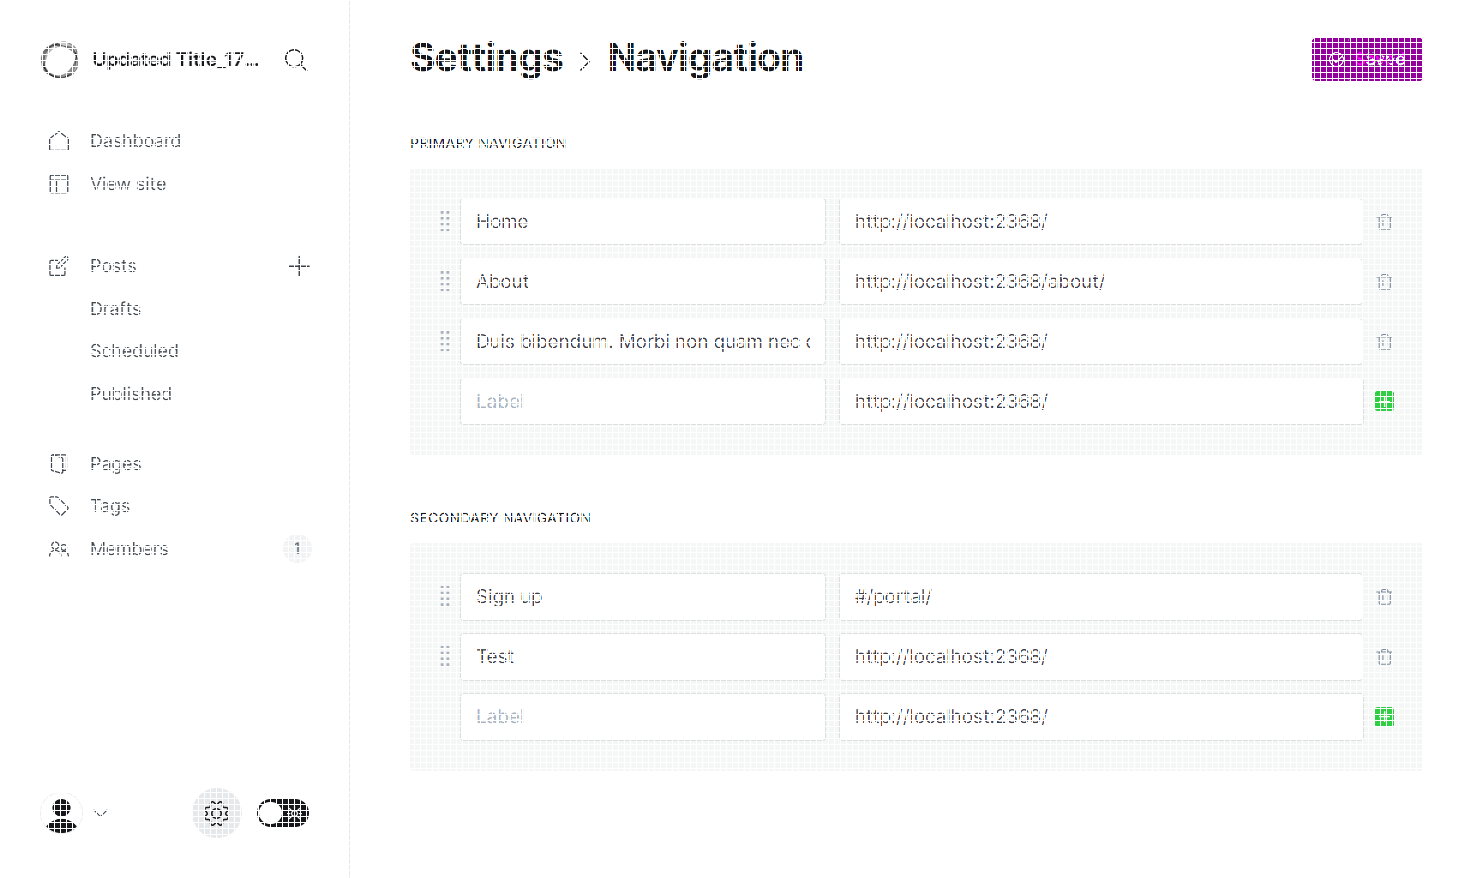 Updated Title_17...
Dashboard
View site
Posts
Drafts
Scheduled
Published
Pages
Tags
Members
1
Settings > Navigation
PRIMARY NAVIGATION
Home
http://localhost:2368/
About
http://localhost:2368/about/
Duis bibendum. Morbi non quam nec
http://localhost:2368/
Label
http://localhost:2368/
SECONDARY NAVIGATION
Sign up
#/portal/
Test
http://localhost:2368/
Label
http://localhost:2368/